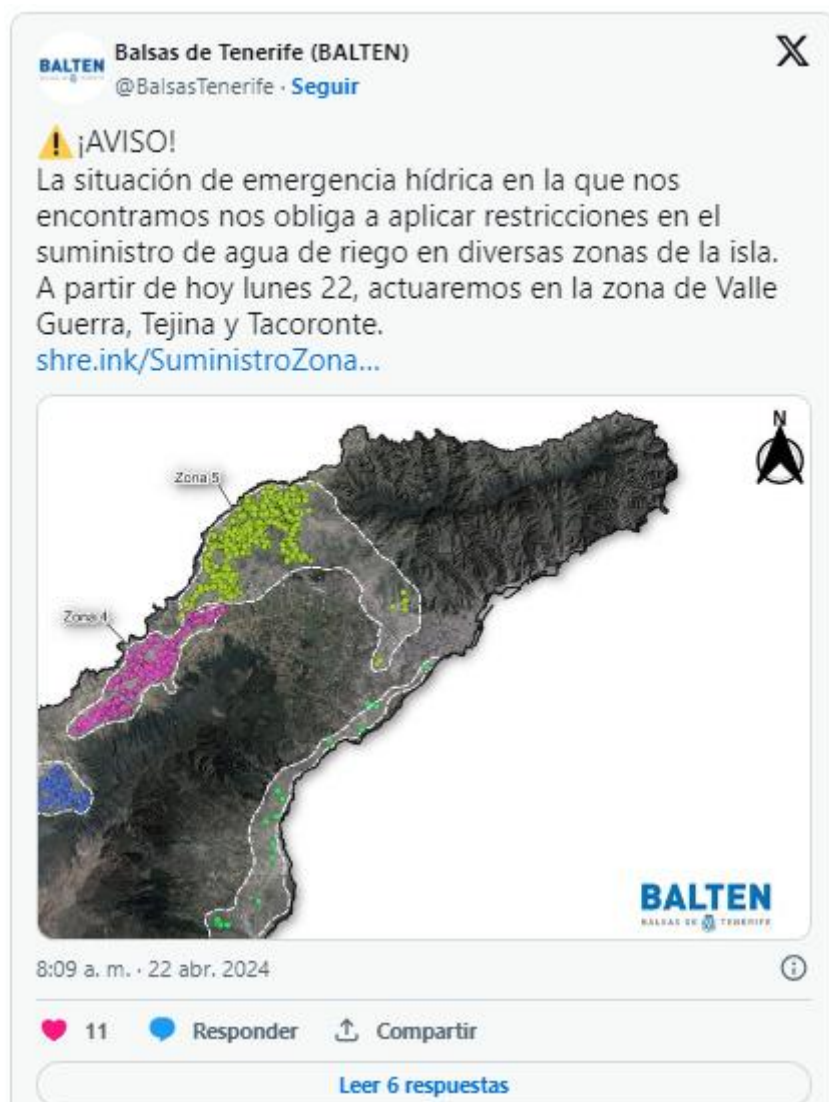 BALTEN
Balsas de Tenerife (BALTEN)
@BalsasTenerife · Seguir
X
⚠️ ¡AVISO!
La situación de emergencia hídrica en la que nos
encontramos nos obliga a aplicar restricciones en el
suministro de agua de riego en diversas zonas de la isla.
A partir de hoy lunes 22, actuaremos en la zona de Valle
Guerra, Tejina y Tacoronte.
shre.ink/SuministroZona...
N
Zona 5
Zona 4
BALTEN
BALSAS DE TENERIFE
8:09 a. m. · 22 abr. 2024
11 Responder Compartir
Leer 6 respuestas